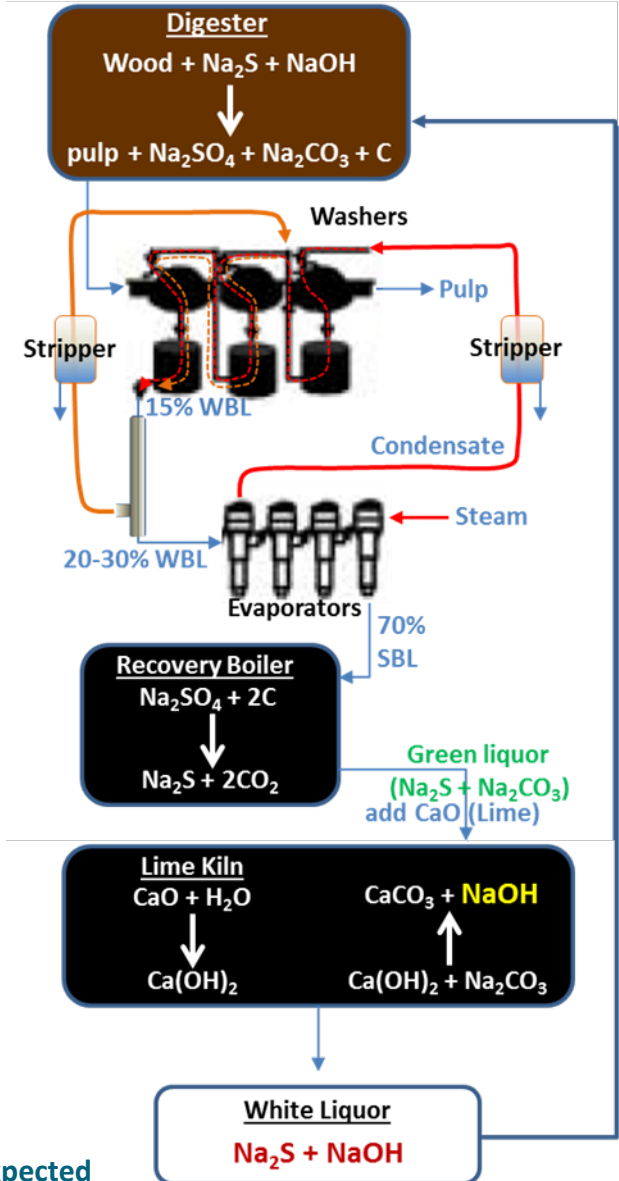 Digester
Wood + Na₂S + NaOH
pulp + Na₂SO₄ + Na₂CO₃ + C
Washers
Pulp
Stripper
Stripper
15% WBL
Condensate
Steam
20-30% WBL
Evaporators
70%
SBL
Recovery Boiler
Na₂SO₄ + 2C
Na₂S + 2CO₂
Green liquor
(Na₂S + Na₂CO₃)
add CaO (Lime)
Lime Kiln
CaO + H₂O
Ca(OH)₂
CaCO₃ + NaOH
Ca(OH)₂ + Na₂CO₃
White Liquor
Na₂S + NaOH